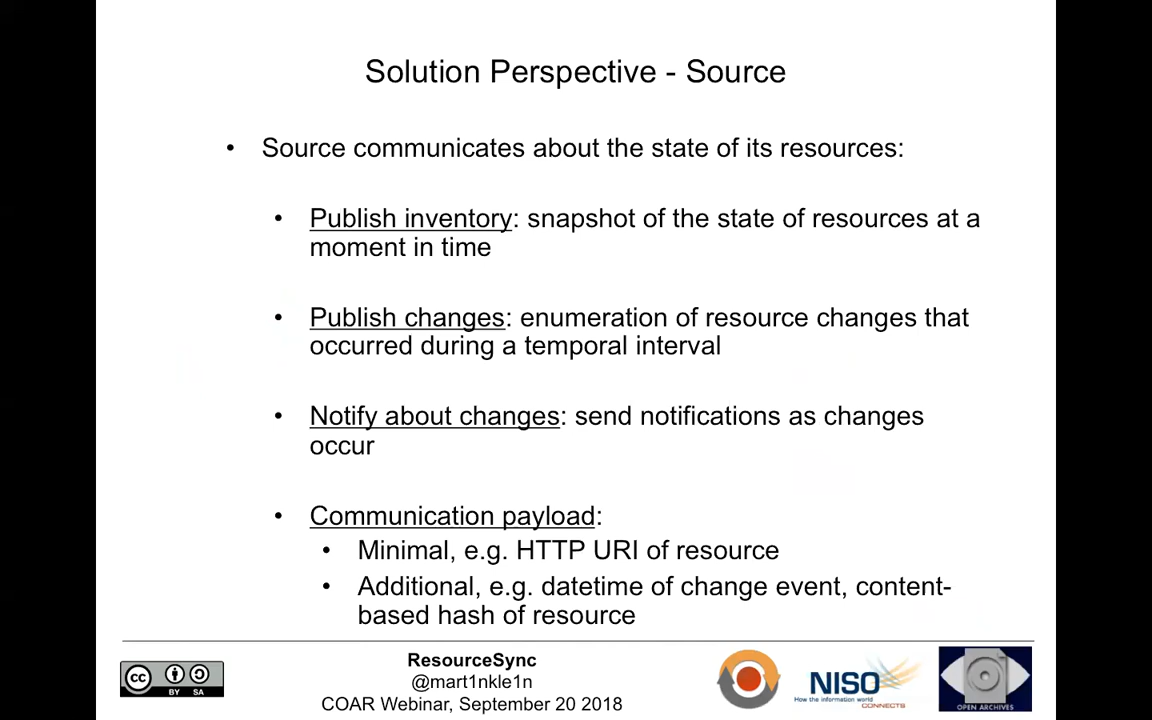 Solution Perspective - Source
• Source communicates about the state of its resources:
• Publish inventory: snapshot of the state of resources at a
moment in time
• Publish changes: enumeration of resource changes that
occurred during a temporal interval
• Notify about changes: send notifications as changes
occur
• Communication payload:
• Minimal, e.g. HTTP URI of resource
• Additional, e.g. datetime of change event, content-
based hash of resource
cc BY SA
ResourceSync
@mart1nkle1n
COAR Webinar, September 20 2018
NISO
How the information world
CONNECTS
OPEN ARCHIVES